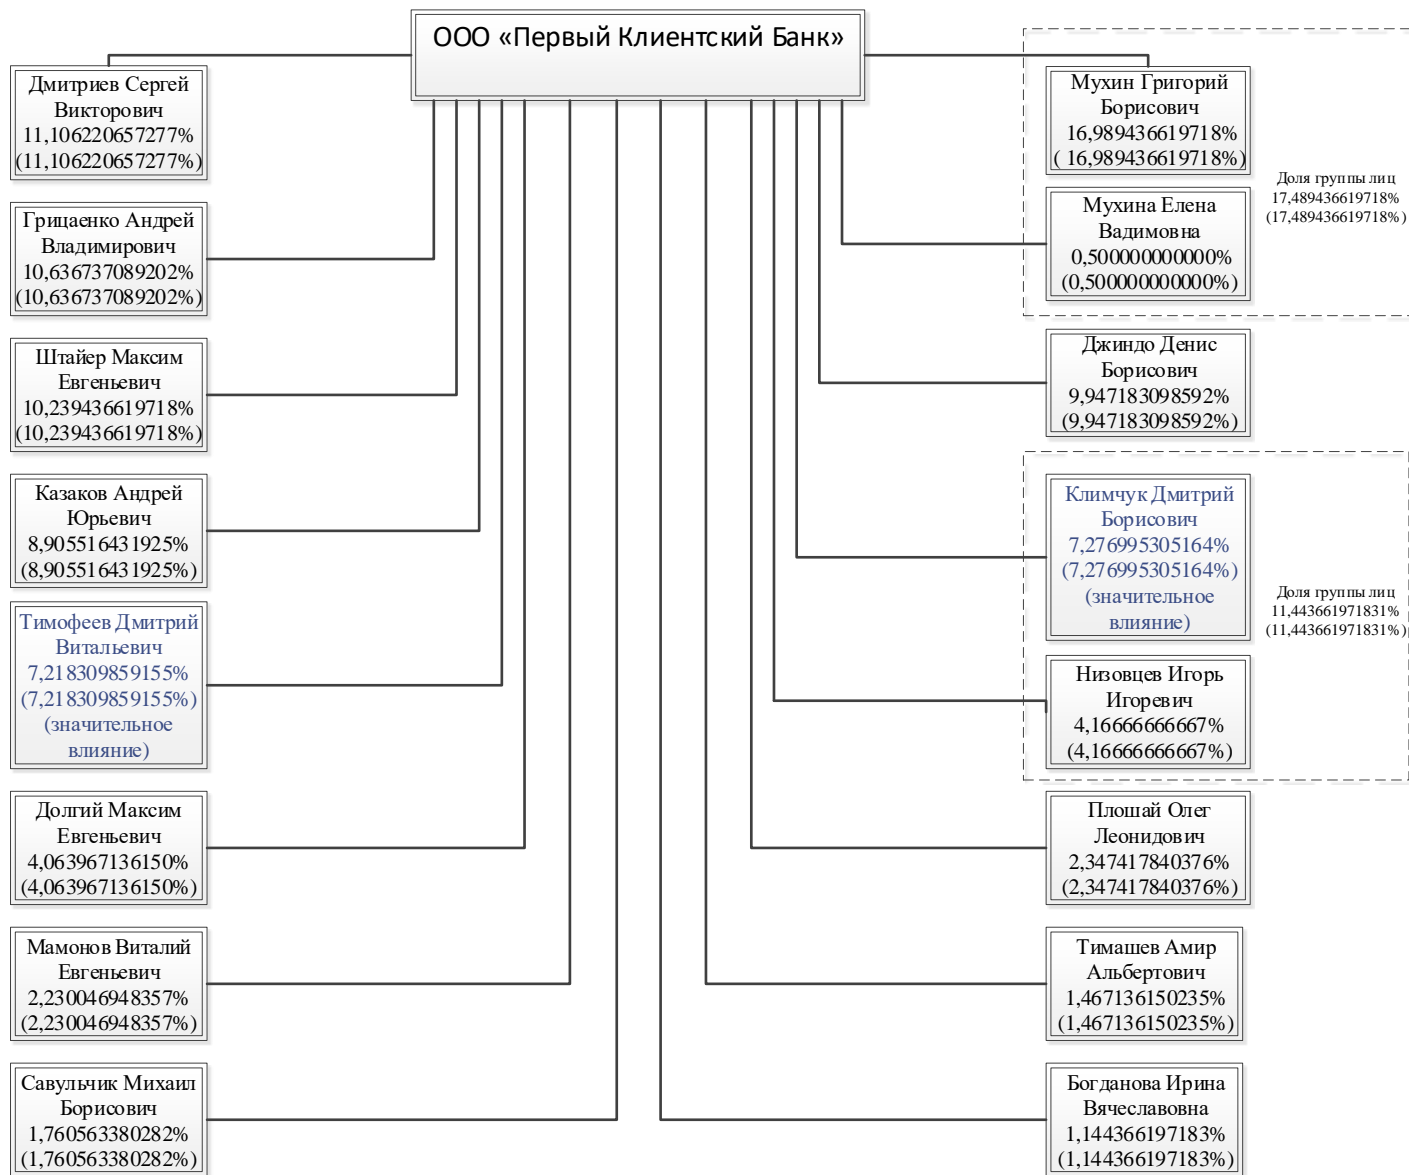 ООО «Первый Клиентский Банк»
Дмитриев Сергей
Викторович
11,106220657277%
(11,106220657277%)
Грицаенко Андрей
Владимирович
10,636737089202%
(10,636737089202%)
Штайер Максим
Евгеньевич
10,239436619718%
(10,239436619718%)
Казаков Андрей
Юрьевич
8,905516431925%
(8,905516431925%)
Тимофеев Дмитрий
Витальевич
7,218309859155%
(7,218309859155%)
(значительное
влияние)
Долгий Максим
Евгеньевич
4,063967136150%
(4,063967136150%)
Мамонов Виталий
Евгеньевич
2,230046948357%
(2,230046948357%)
Савульчик Михаил
Борисович
1,760563380282%
(1,760563380282%)
Мухин Григорий
Борисович
16,989436619718%
( 16,989436619718%)
Мухина Елена
Вадимовна
0,500000000000%
(0,500000000000%)
Доля группы лиц
17,489436619718%
(17,489436619718%)
Джиндо Денис
Борисович
9,947183098592%
(9,947183098592%)
Климчук Дмитрий
Борисович
7,276995305164%
(7,276995305164%)
(значительное
влияние)
Низовцев Игорь
Игоревич
4,16666666667%
(4,16666666667%)
Доля группы лиц
11,443661971831%
(11,443661971831%)
Плошай Олег
Леонидович
2,347417840376%
(2,347417840376%)
Тимашев Амир
Альбертович
1,467136150235%
(1,467136150235%)
Богданова Ирина
Вячеславовна
1,144366197183%
(1,144366197183%)